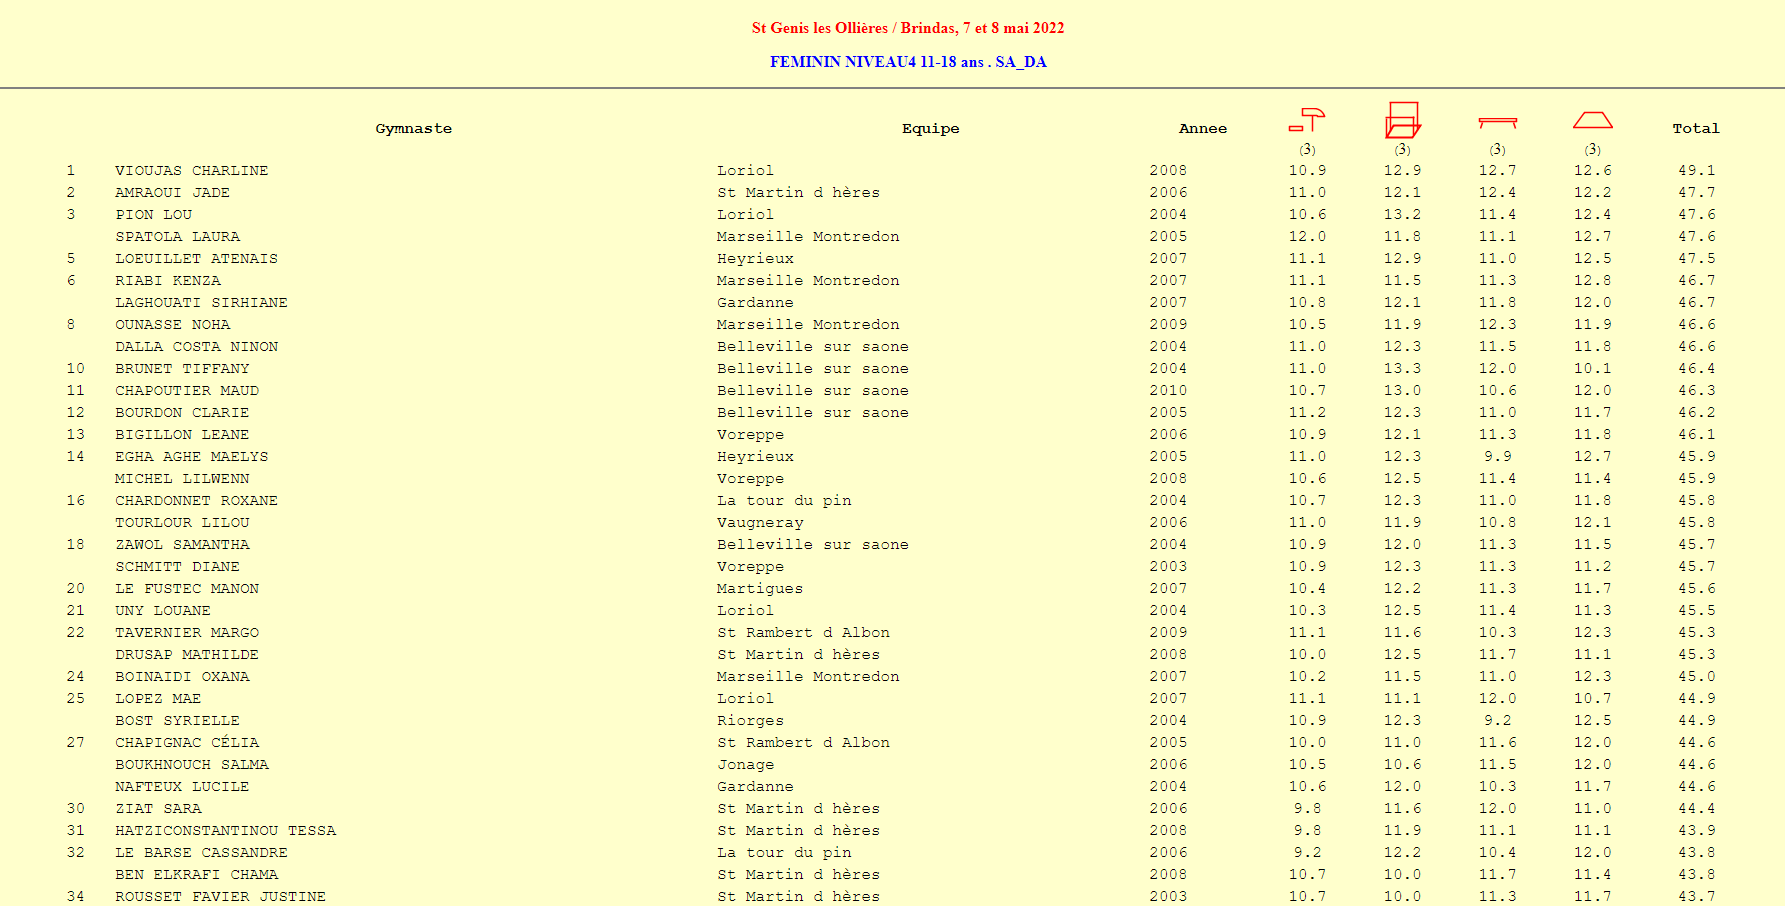 St Genis les Ollières / Brindas, 7 et 8 mai 2022
FEMININ NIVEAU4 11-18 ans . SA_DA
Gymnaste Equipe Annee Total
(3) (3) (3) (3)
1 VIOUJAS CHARLINE Loriol 2008 10.9 12.9 12.7 12.6 49.1
2 AMRAOUI JADE St Martin d hères 2006 11.0 12.1 12.4 12.2 47.7
3 PION LOU Loriol 2004 10.6 13.2 11.4 12.4 47.6
SPATOLA LAURA Marseille Montredon 2005 12.0 11.8 11.1 12.7 47.6
5 LOEUILLET ATENAIS Heyrieux 2007 11.1 12.9 11.0 12.5 47.5
6 RIABI KENZA Marseille Montredon 2007 11.1 11.5 11.3 12.8 46.7
LAGHOUATI SIRHIANE Gardanne 2007 10.8 12.1 11.8 12.0 46.7
8 OUNASSE NOHA Marseille Montredon 2009 10.5 11.9 12.3 11.9 46.6
DALLA COSTA NINON Belleville sur saone 2004 11.0 12.3 11.5 11.8 46.6
10 BRUNET TIFFANY Belleville sur saone 2004 11.0 13.3 12.0 10.1 46.4
11 CHAPOUTIER MAUD Belleville sur saone 2010 10.7 13.0 10.6 12.0 46.3
12 BOURDON CLARIE Belleville sur saone 2005 11.2 12.3 11.0 11.7 46.2
13 BIGILLON LEANE Voreppe 2006 10.9 12.1 11.3 11.8 46.1
14 EGHA AGHE MAELYS Heyrieux 2005 11.0 12.3 9.9 12.7 45.9
MICHEL LILWENN Voreppe 2008 10.6 12.5 11.4 11.4 45.9
16 CHARDONNET ROXANE La tour du pin 2004 10.7 12.3 11.0 11.8 45.8
TOURLOUR LILOU Vaugneray 2006 11.0 11.9 10.8 12.1 45.8
18 ZAWOL SAMANTHA Belleville sur saone 2004 10.9 12.0 11.3 11.5 45.7
SCHMITT DIANE Voreppe 2003 10.9 12.3 11.3 11.2 45.7
20 LE FUSTEC MANON Martigues 2007 10.4 12.2 11.3 11.7 45.6
21 UNY LOUANE Loriol 2004 10.3 12.5 11.4 11.3 45.5
22 TAVERNIER MARGO St Rambert d Albon 2009 11.1 11.6 10.3 12.3 45.3
DRUSAP MATHILDE St Martin d hères 2008 10.0 12.5 11.7 11.1 45.3
24 BOINAIDI OXANA Marseille Montredon 2007 10.2 11.5 11.0 12.3 45.0
25 LOPEZ MAE Loriol 2007 11.1 11.1 12.0 10.7 44.9
BOST SYRIELLE Riorges 2004 10.9 12.3 9.2 12.5 44.9
27 CHAPIGNAC CÉLIA St Rambert d Albon 2005 10.0 11.0 11.6 12.0 44.6
BOUKHNOUCH SALMA Jonage 2006 10.5 10.6 11.5 12.0 44.6
NAFTEUX LUCILE Gardanne 2004 10.6 12.0 10.3 11.7 44.6
30 ZIAT SARA St Martin d hères 2006 9.8 11.6 12.0 11.0 44.4
31 HATZICONSTANTINOU TESSA St Martin d hères 2008 9.8 11.9 11.1 11.1 43.9
32 LE BARSE CASSANDRE La tour du pin 2006 9.2 12.2 10.4 12.0 43.8
BEN ELKRAFI CHAMA St Martin d hères 2008 10.7 10.0 11.7 11.4 43.8
34 ROUSSET FAVIER JUSTINE St Martin d hères 2003 10.7 10.0 11.3 11.7 43.7